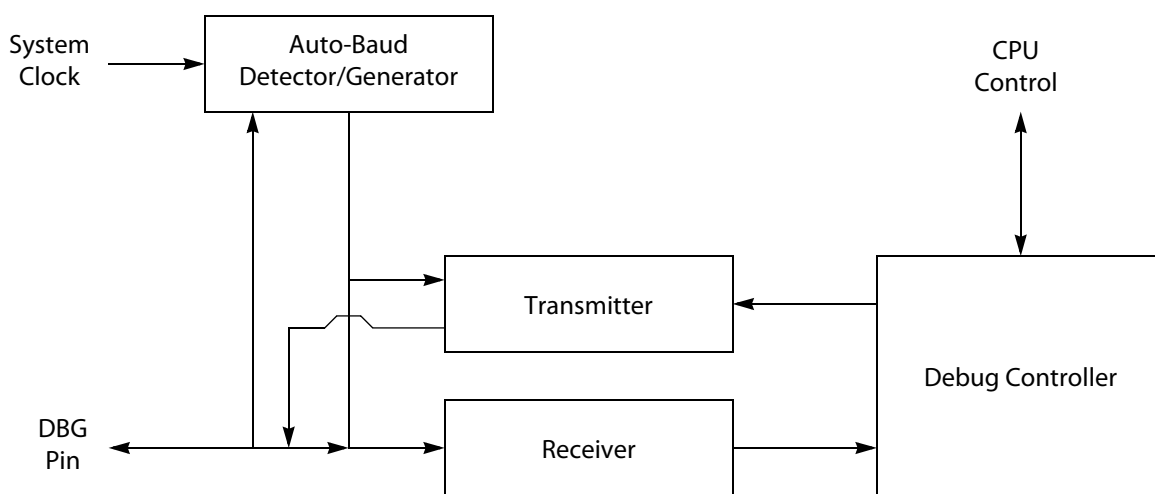 System
Clock
Auto-Baud
Detector/Generator
CPU
Control
Transmitter
Debug Controller
DBG
Pin
Receiver